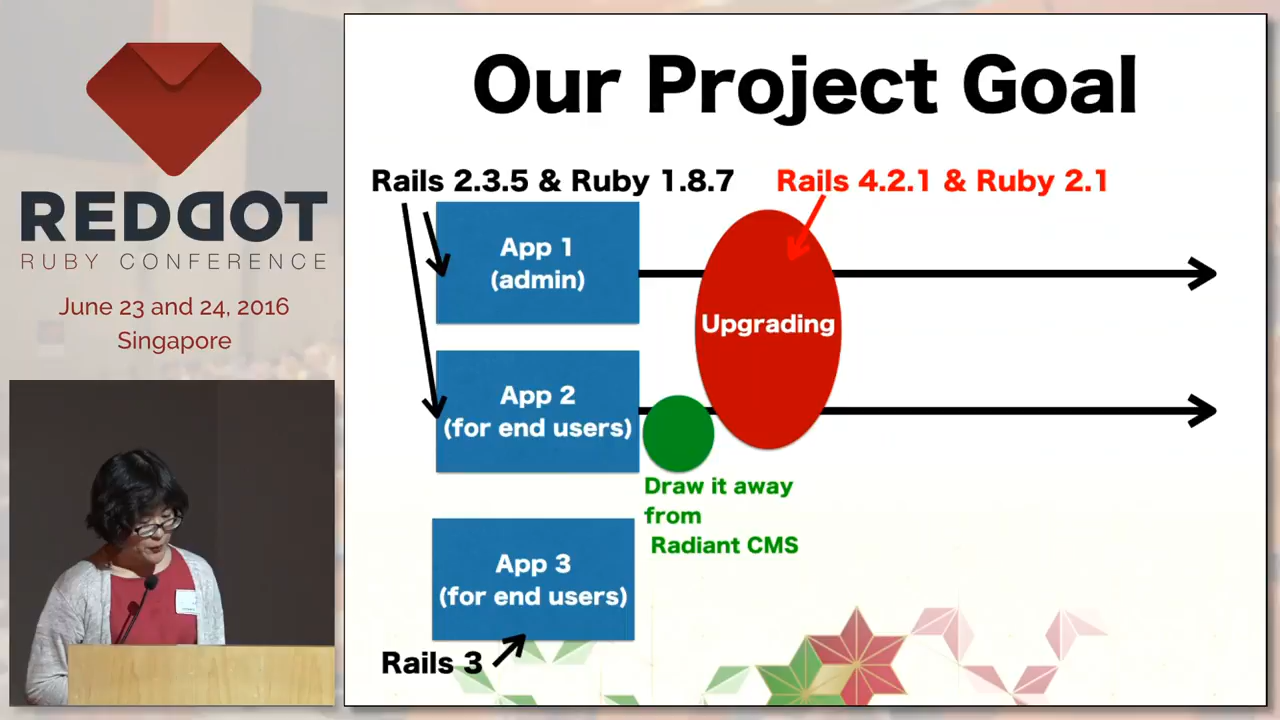 REDDOT
RUBY CONFERENCE
June 23 and 24, 2016
Singapore
Our Project Goal
Rails 2.3.5 & Ruby 1.8.7
Rails 4.2.1 & Ruby 2.1
App 1
(admin)
Upgrading
App 2
(for end users)
Draw it away
from
Radiant CMS
App 3
(for end users)
Rails 3